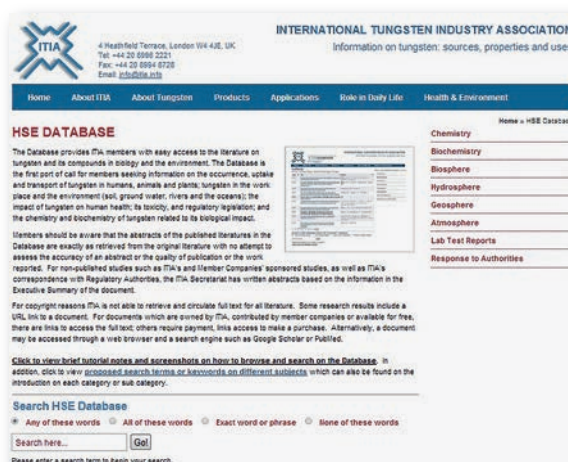 ITIA
4 Heathfield Terrace, London W4 4JE, UK
Tel: +44 20 8996 2221
Fax: +44 20 8994 8728
Email: info@itia.info
INTERNATIONAL TUNGSTEN INDUSTRY ASSOCIATION
Information on tungsten: sources, properties and use
Home About ITIA About Tungsten Products Applications Role in Daily Life Health & Environment
Home » HSE Databas
HSE DATABASE
The Database provides ITIA members with easy access to the literature on
tungsten and its compounds in biology and the environment. The Database is
the first port of call for members seeking information on the occurrence, uptake
and transport of tungsten in humans, animals and plants; tungsten in the work
place and the environment (soil, ground water, rivers and the oceans); the
impact of tungsten on human health; its toxicity, and regulatory legislation; and
the chemistry and biochemistry of tungsten related to its biological impact.
Members should be aware that the abstracts of the published literatures in the
Database are exactly as retrieved from the original literature with no attempt to
assess the accuracy of an abstract or the quality of publication or the work
reported. For non-published studies such as ITIA's and Member Companies' sponsored studies, as well as ITIA's
correspondence with Regulatory Authorities, the ITIA Secretariat has written abstracts based on the information in the
Executive Summary of the document.
For copyright reasons ITIA is not able to retrieve and circulate full text for all literature. Some research results include a
URL link to a document. For documents which are owned by ITIA, contributed by member companies or available for free,
there are links to access the full text; others require payment, links access to make a purchase. Alternatively, a document
may be accessed through a web browser and a search engine such as Google Scholar or PubMed.
Click to view brief tutorial notes and screenshots on how to browse and search on the Database. In
addition, click to view proposed search terms or keywords on different subjects which can also be found on the
introduction on each category or sub category.
Search HSE Database
Any of these words All of these words Exact word or phrase None of these words
Search here... Go!
Please enter a search term to begin your search.
Chemistry
Biochemistry
Biosphere
Hydrosphere
Geosphere
Atmosphere
Lab Test Reports
Response to Authorities